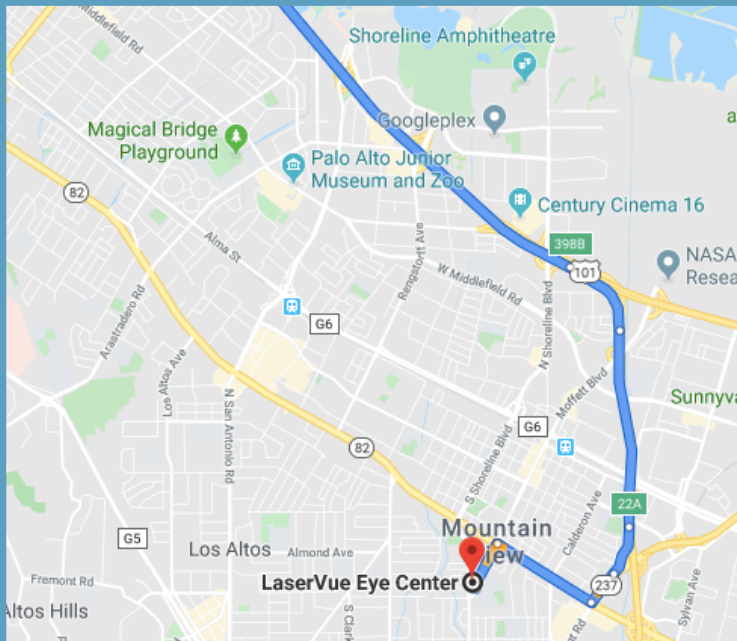 Middlefield Rd
Shoreline Amphitheatre
Googleplex
a
Magical Bridge
Playground
Palo Alto Junior
Museum and Zoo
82
Century Cinema 16
Alma St
Rengstorff Ave
398B
101
NASA
Resea
W Middlefield Rd
Arastradero Rd
G6
N Shoreline Blvd
Los Altos Ave
N San Antonio Rd
Moffett Blvd
Sunnyva
S Shoreline Blvd
G6
82
22A
Calderon Ave
Mountain
iew
G5
Los Altos
Almond Ave
LaserVue Eye Center
237
Fremont Rd
Altos Hills
S Clark
Sylvan Ave
Rd